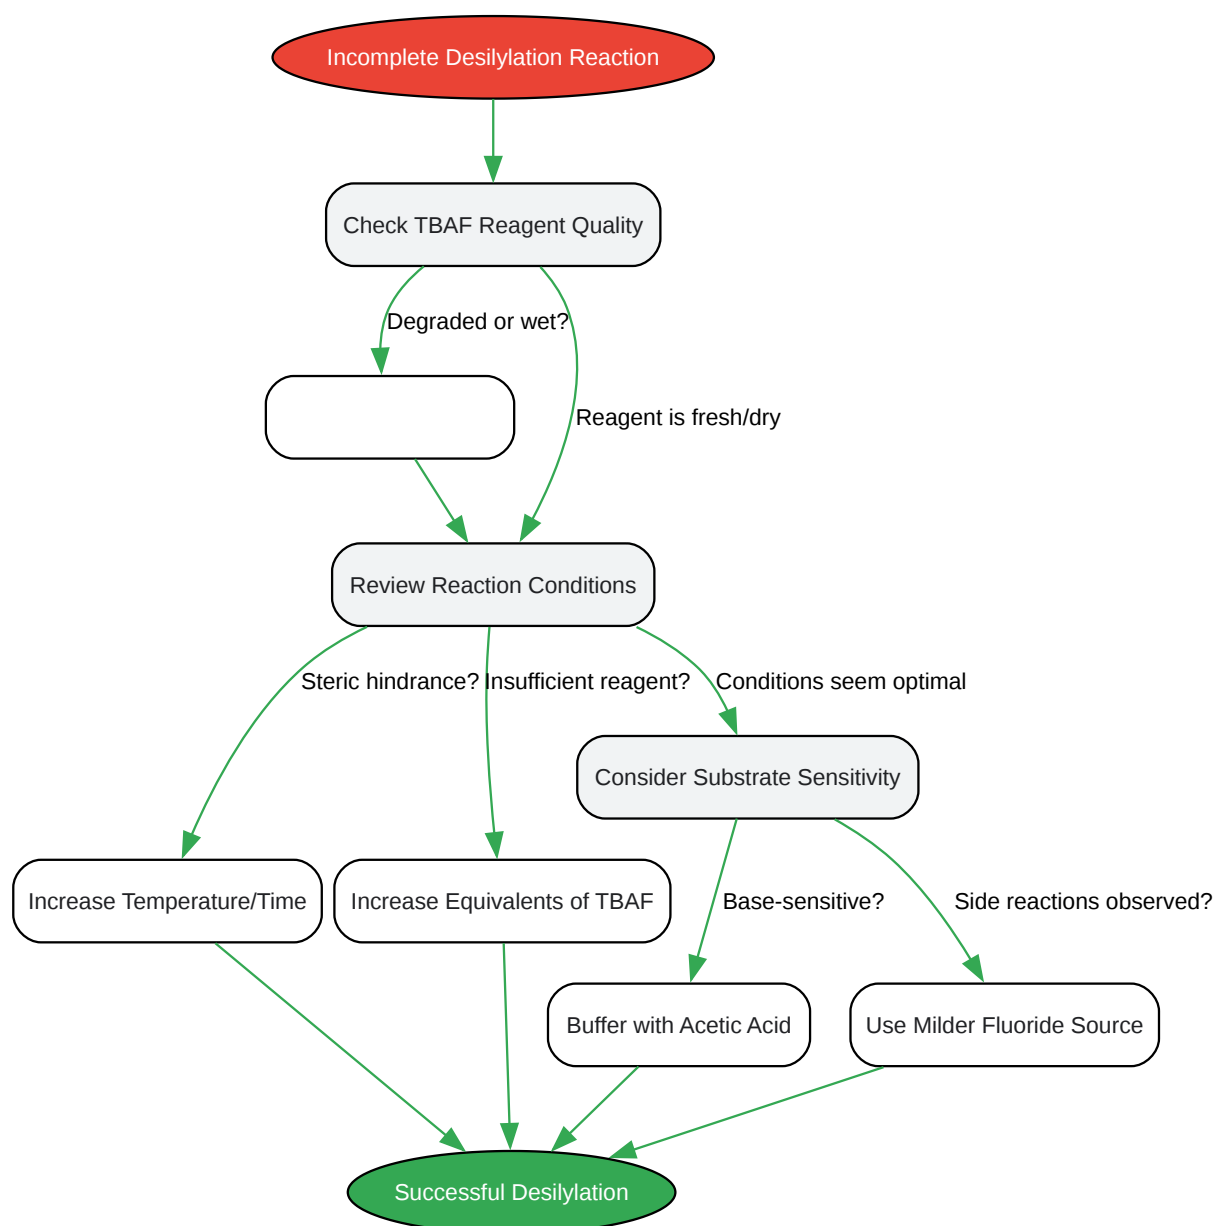 Incomplete Desilylation Reaction
Check TBAF Reagent Quality
Degraded or wet?
Reagent is fresh/dry
Review Reaction Conditions
Steric hindrance?
Insufficient reagent?
Conditions seem optimal
Consider Substrate Sensitivity
Increase Temperature/Time
Increase Equivalents of TBAF
Base-sensitive?
Side reactions observed?
Buffer with Acetic Acid
Use Milder Fluoride Source
Successful Desilylation